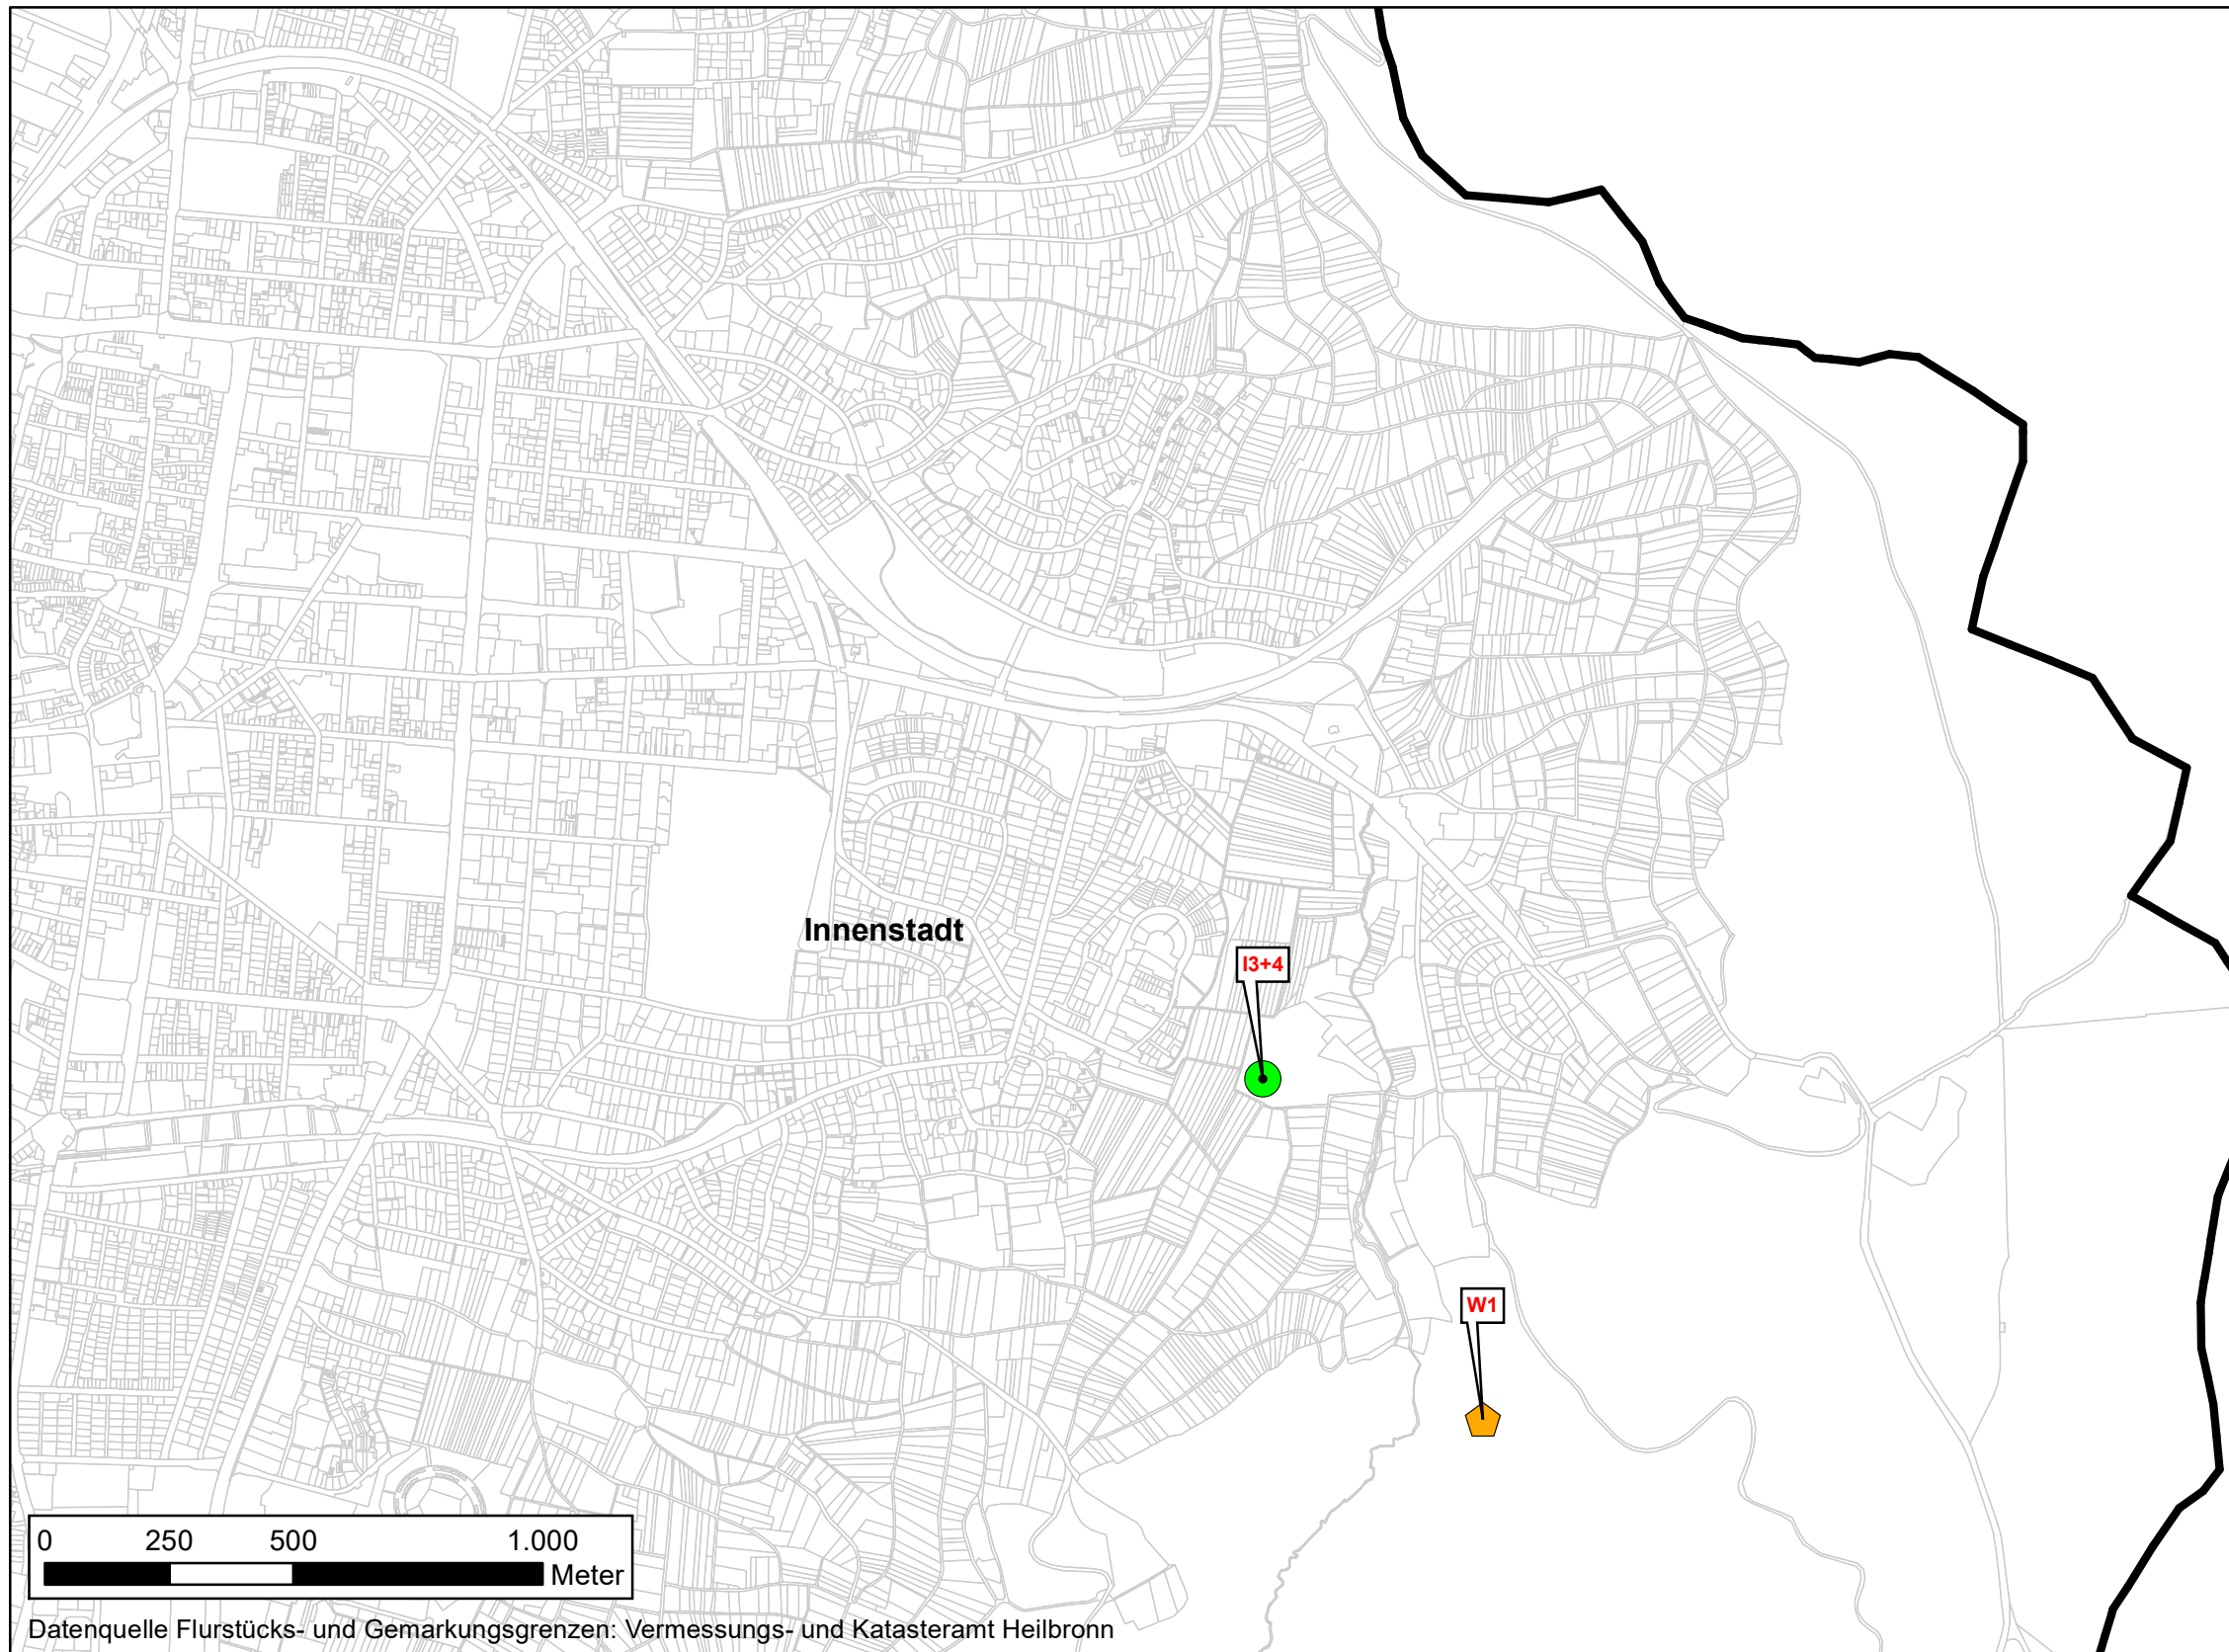 Innenstadt
I3+4
W1
0 250 500 1.000
Meter
Datenquelle Flurstücks- und Gemarkungsgrenzen: Vermessungs- und Katasteramt Heilbronn